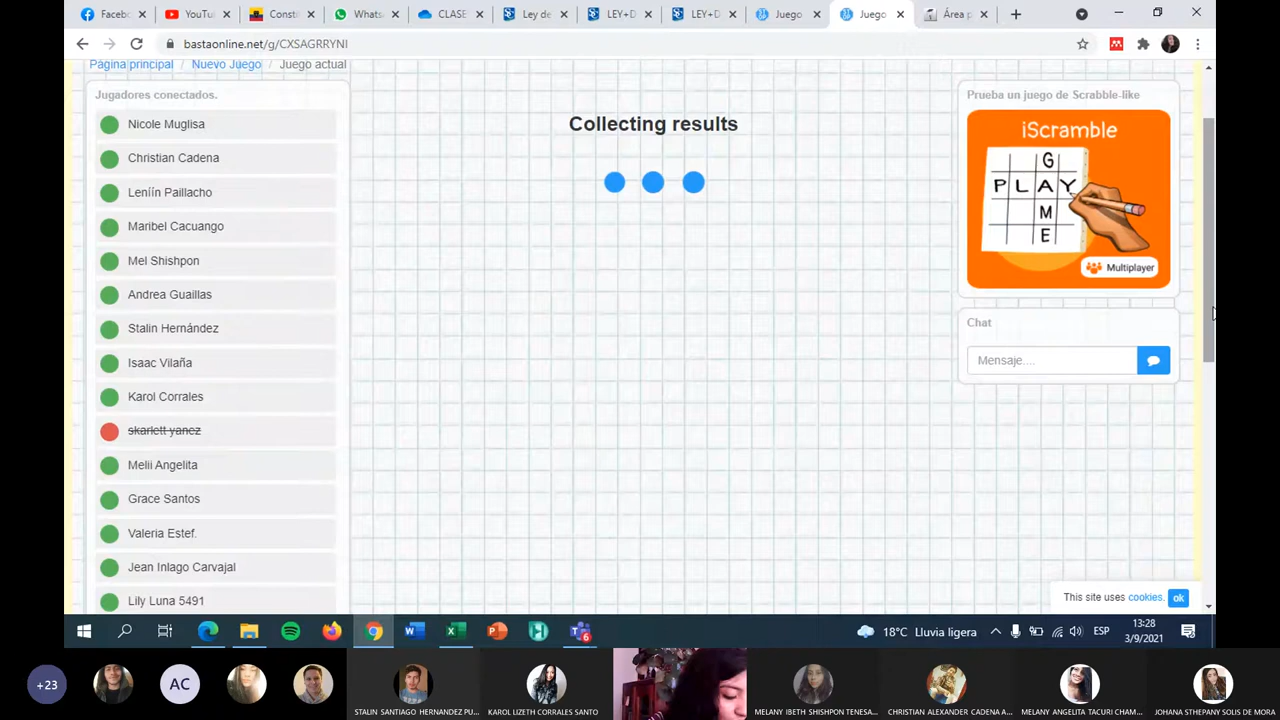 Facebo
YouTu
Constit
Whats
CLASE
Ley de
LEY+D
LEY+D
Juego
Juego
Área p
bastaonline.net/g/CXSAGRRYNI
Página principal / Nuevo Juego / Juego actual
Jugadores conectados.
Nicole Muglisa
Christian Cadena
Leníín Paillacho
Maribel Cacuango
Mel Shishpon
Andrea Guaillas
Stalin Hernández
Isaac Vilaña
Karol Corrales
skarlett yanez
Melii Angelita
Grace Santos
Valeria Estef.
Jean Inlago Carvajal
Lily Luna 5491
Collecting results
Prueba un juego de Scrabble-like
iScramble
G
PLAY
M
E
Multiplayer
Chat
Mensaje....
This site uses cookies. ok
18°C Lluvia ligera
ESP
13:28
3/9/2021
+23
AC
STALIN SANTIAGO HERNANDEZ PU...
KAROL LIZETH CORRALES SANTO
MELANY IBETH SHISHPON TENESA...
CHRISTIAN ALEXANDER CADENA A...
MELANY ANGELITA TACURI CHAM...
JOHANA STHEPANY SOLIS DE MORA